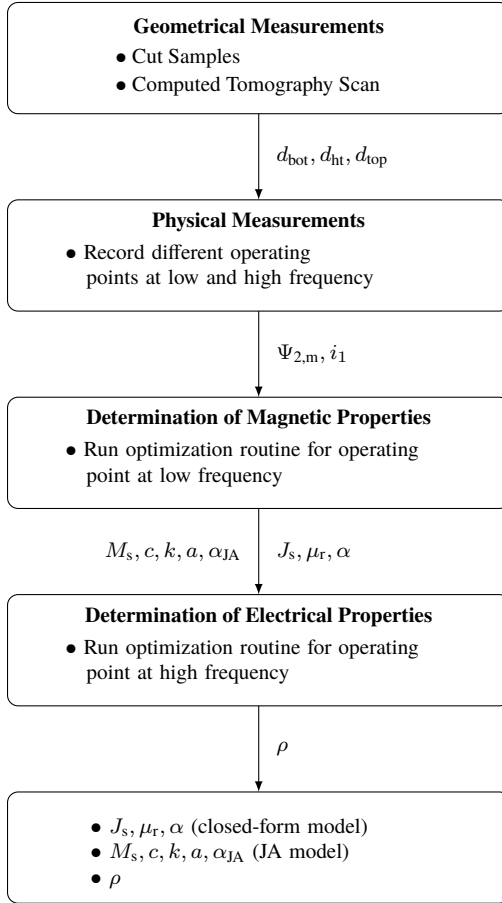 Geometrical Measurements
• Cut Samples
• Computed Tomography Scan
d_bot, d_ht, d_top
Physical Measurements
• Record different operating
points at low and high frequency
Ψ_2,m, i_1
Determination of Magnetic Properties
• Run optimization routine for operating
point at low frequency
M_s, c, k, a, α_JA J_s, μ_r, α
Determination of Electrical Properties
• Run optimization routine for operating
point at high frequency
ρ
• J_s, μ_r, α (closed-form model)
• M_s, c, k, a, α_JA (JA model)
• ρ